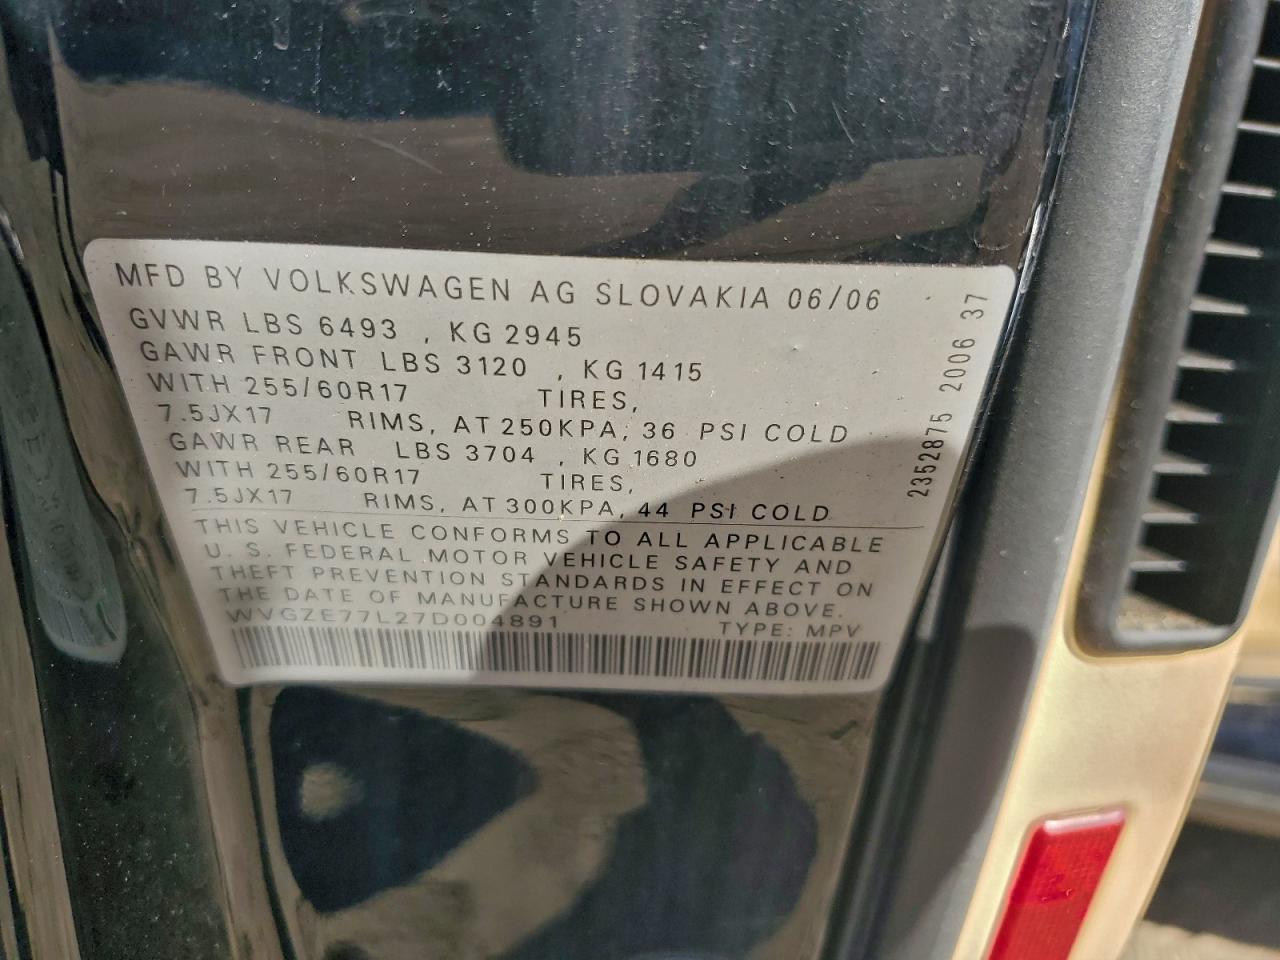 MFD BY VOLKSWAGEN AG SLOVAKIA 06/06
GVWR LBS 6493 , KG 2945
GAWR FRONT LBS 3120 , KG 1415
WITH 255/60R17 TIRES,
7.5JX17 RIMS, AT 250KPA, 36 PSI COLD
GAWR REAR LBS 3704 , KG 1680
WITH 255/60R17 TIRES,
7.5JX17 RIMS, AT 300KPA, 44 PSI COLD
THIS VEHICLE CONFORMS TO ALL APPLICABLE
U. S. FEDERAL MOTOR VEHICLE SAFETY AND
THEFT PREVENTION STANDARDS IN EFFECT ON
THE DATE OF MANUFACTURE SHOWN ABOVE.
WVGZE77L27D004891 TYPE: MPV
2352875 2006 37